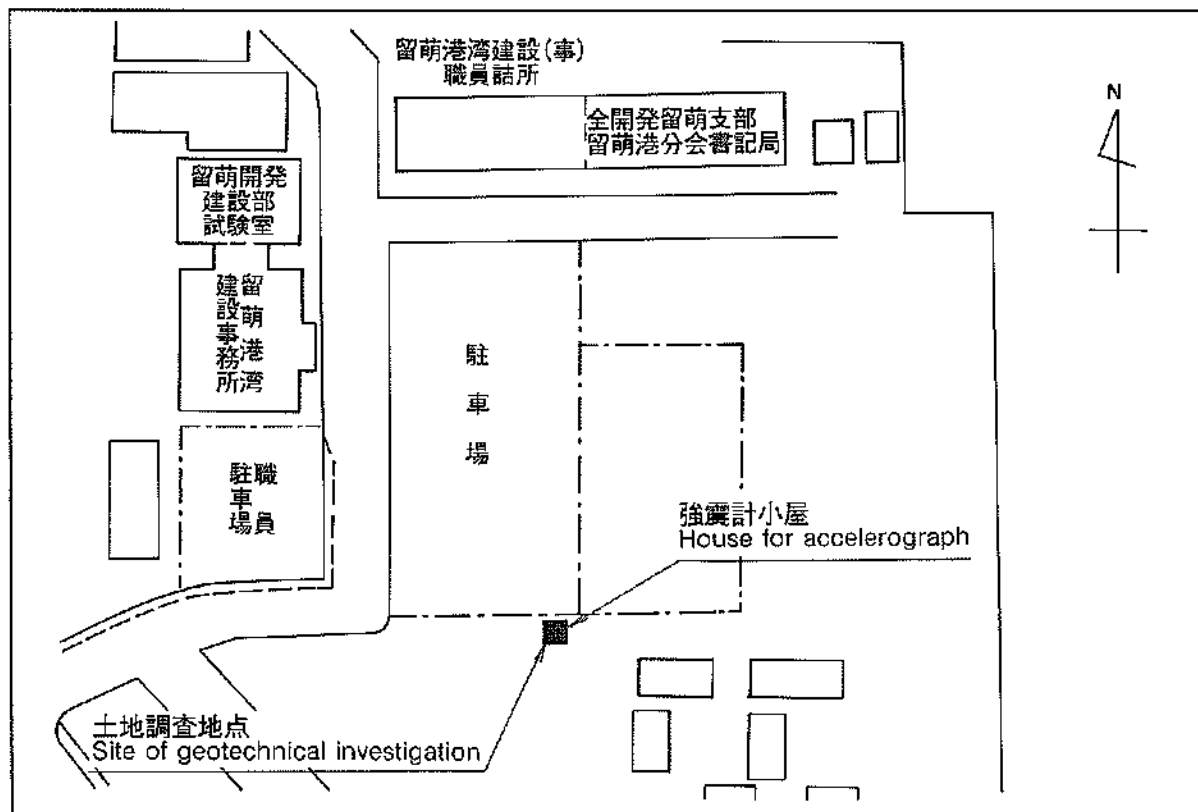 留萌港湾建設(事)
職員詰所
全開発留萌支部
留萌港分会書記局
N
留萌開発
建設部
試験室
留萌港湾
建設事務所
駐車場
職員
駐車場
強震計小屋
House for accelerograph
土地調査地点
Site of geotechnical investigation